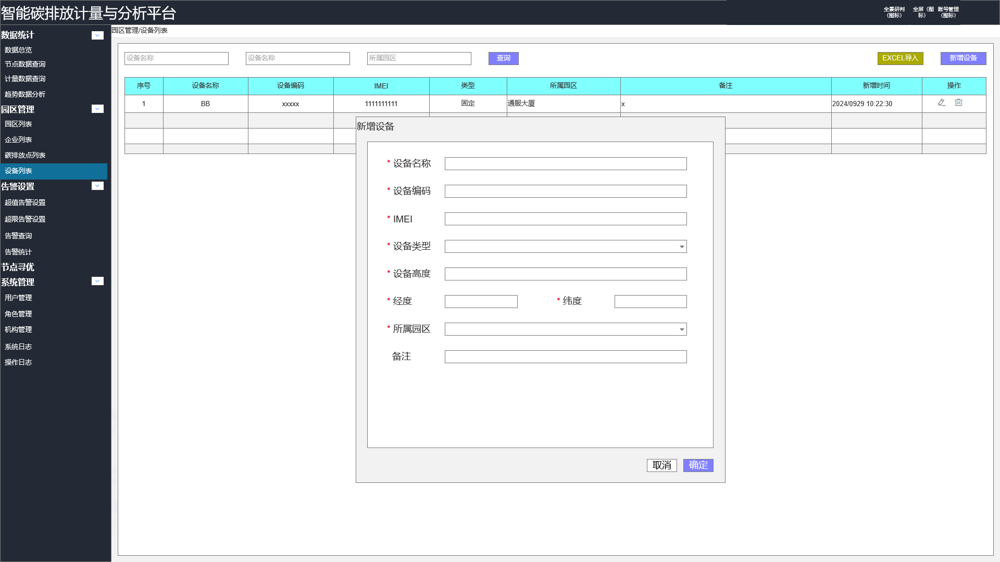 智能碳排放计量与分析平台
全景研判(图标)
全屏(图标)
账号管理(图标)
数据统计
数据总览
节点数据查询
计量数据查询
趋势数据分析
园区管理
园区列表
企业列表
碳排放点列表
设备列表
告警设置
超值告警设置
超限告警设置
告警查询
告警统计
节点寻优
系统管理
用户管理
角色管理
机构管理
系统日志
操作日志
园区管理/设备列表
设备名称 设备名称 所属园区 查询 EXCEL导入 新增设备
序号 设备名称 设备编码 IMEI 类型 所属园区 备注 新增时间 操作
1 BB xxxxx 1111111111 固定 通服大厦 x 2024/0929 10:22:30
新增设备
* 设备名称
* 设备编码
* IMEI
* 设备类型
* 设备高度
* 经度 * 纬度
* 所属园区
备注
取消 确定